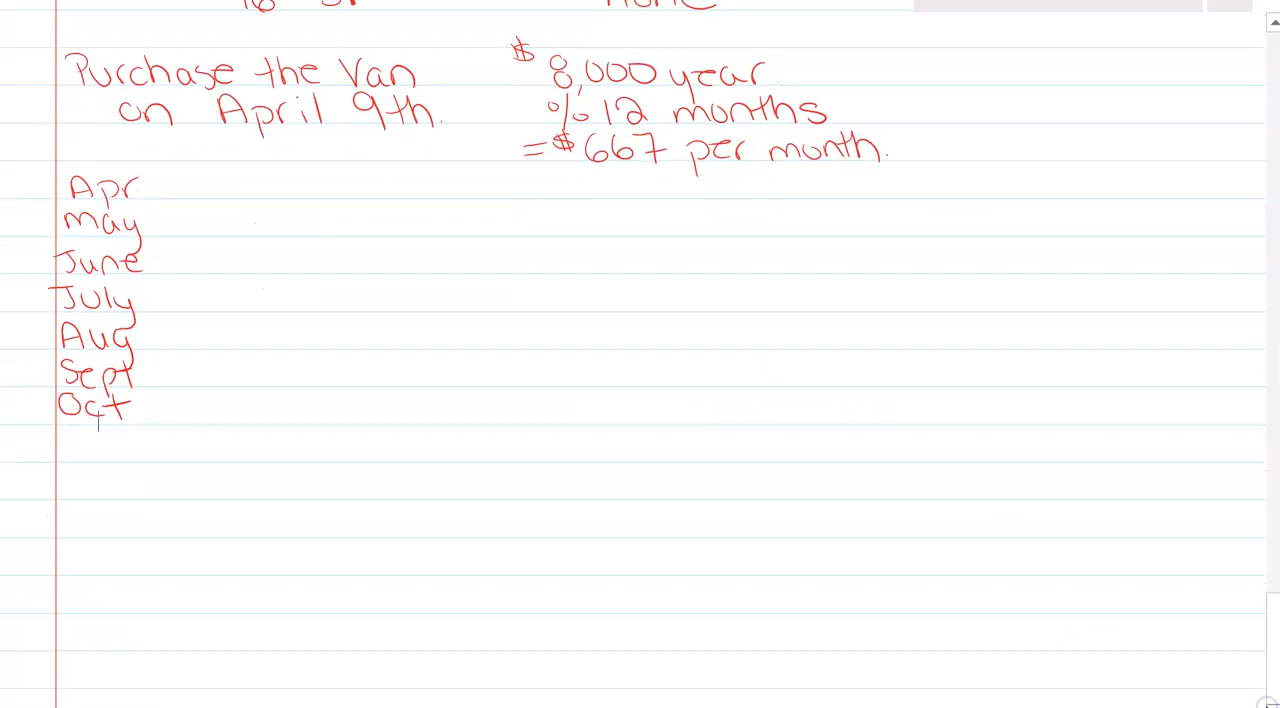 Purchase the Van
on April 9th.
$ 8,000 year
% 12 months
= $667 per month.
Apr
May
June
July
Aug
Sept
Oct